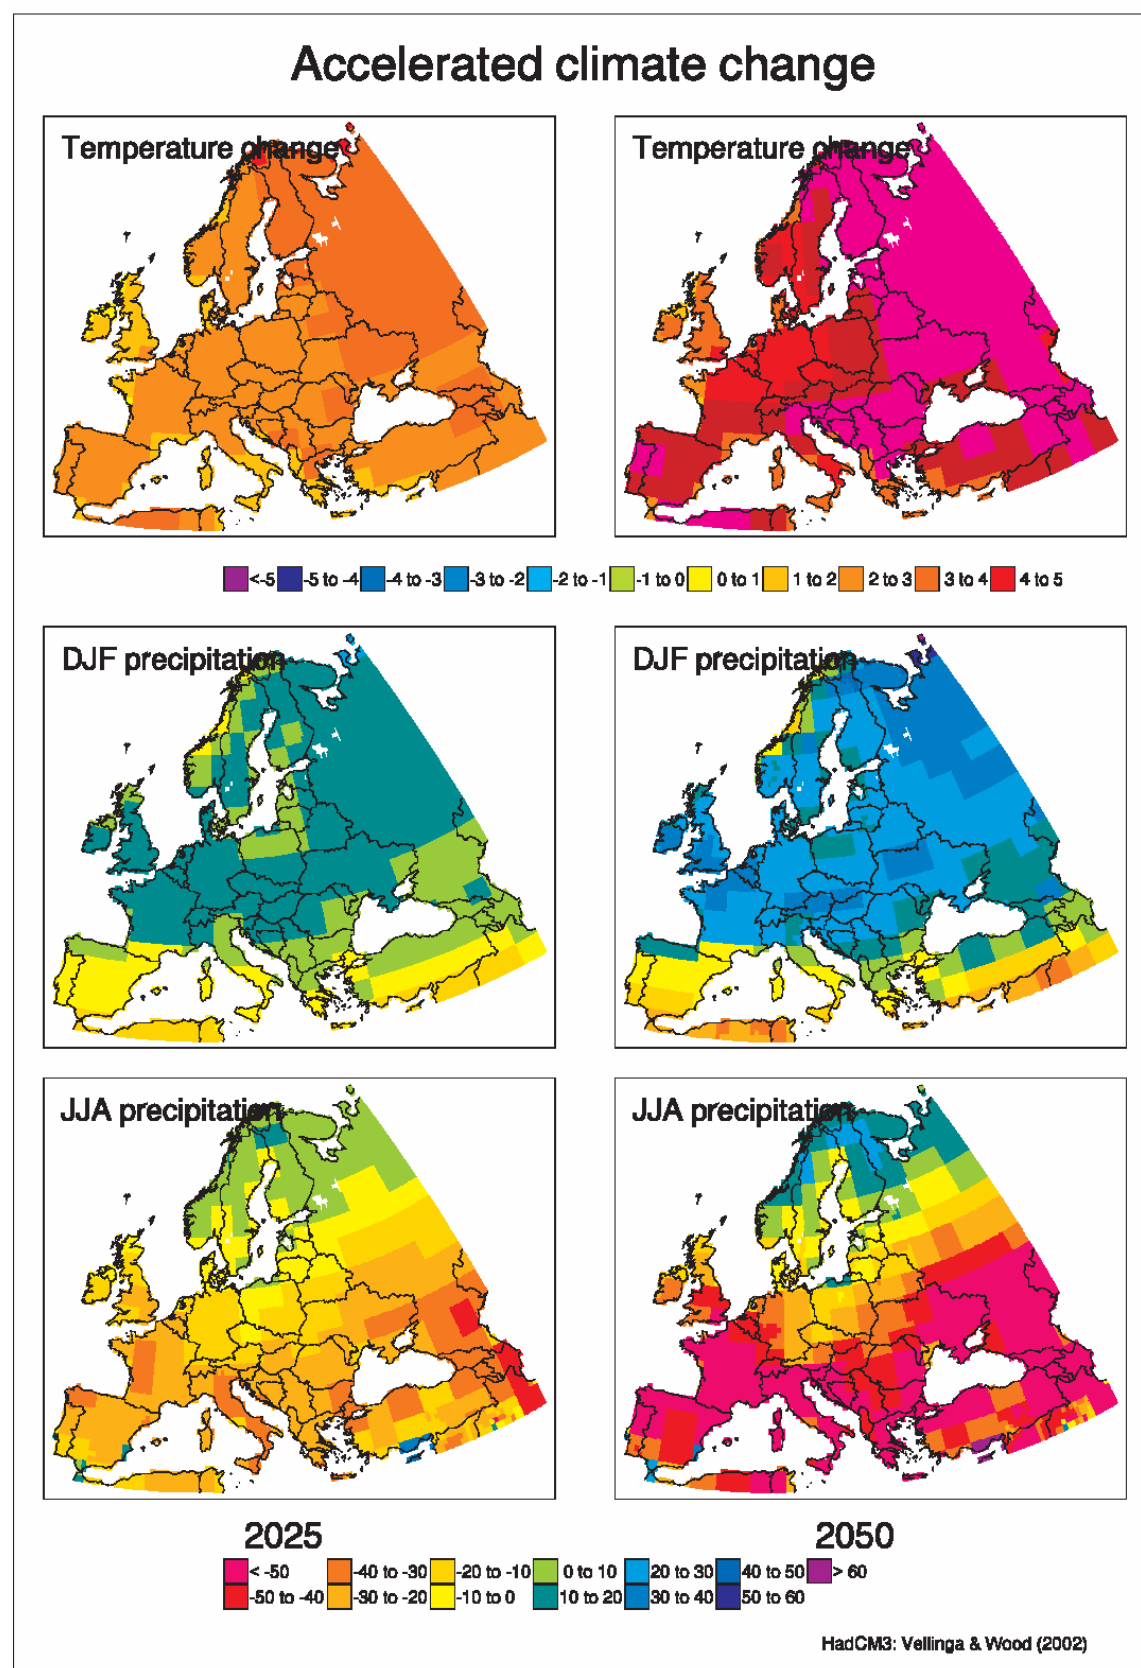 Accelerated climate change
Temperature change
Temperature change
<-5 -5 to -4 -4 to -3 -3 to -2 -2 to -1 -1 to 0 0 to 1 1 to 2 2 to 3 3 to 4 4 to 5
DJF precipitation
DJF precipitation
JJA precipitation
JJA precipitation
2025
2050
< -50 -40 to -30 -20 to -10 0 to 10 20 to 30 40 to 50 > 60
-50 to -40 -30 to -20 -10 to 0 10 to 20 30 to 40 50 to 60
HadCM3: Vellinga & Wood (2002)